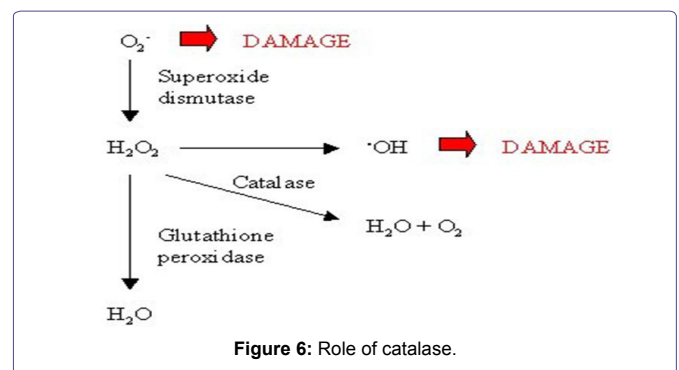 O₂˙ DAMAGE
Superoxide
dismutase
H₂O₂ ˙OH DAMAGE
Catalase
H₂O + O₂
Glutathione
peroxidase
H₂O
Figure 6: Role of catalase.